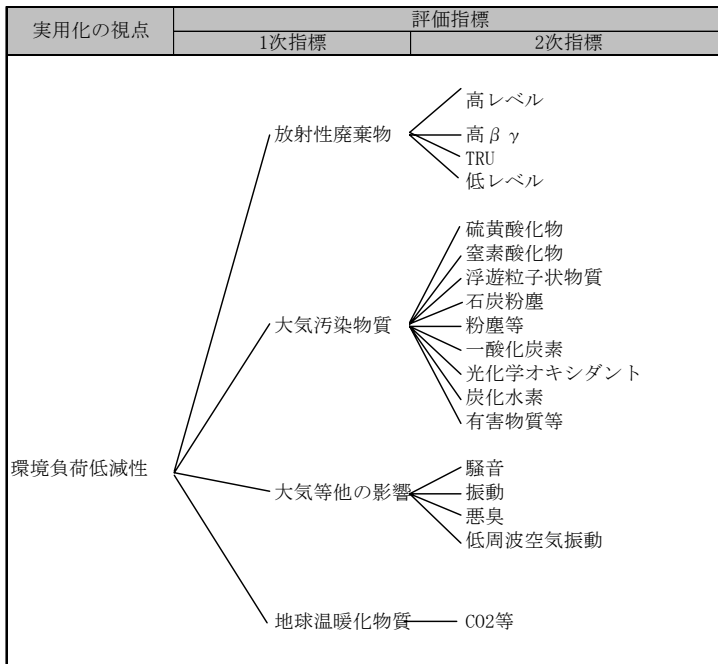 実用化の視点
評価指標
1次指標
2次指標
高レベル
放射性廃棄物
高βγ
TRU
低レベル
硫黄酸化物
窒素酸化物
浮遊粒子状物質
石炭粉塵
大気汚染物質
粉塵等
一酸化炭素
光化学オキシダント
炭化水素
有害物質等
環境負荷低減性
騒音
大気等他の影響
振動
悪臭
低周波空気振動
地球温暖化物質
CO2等